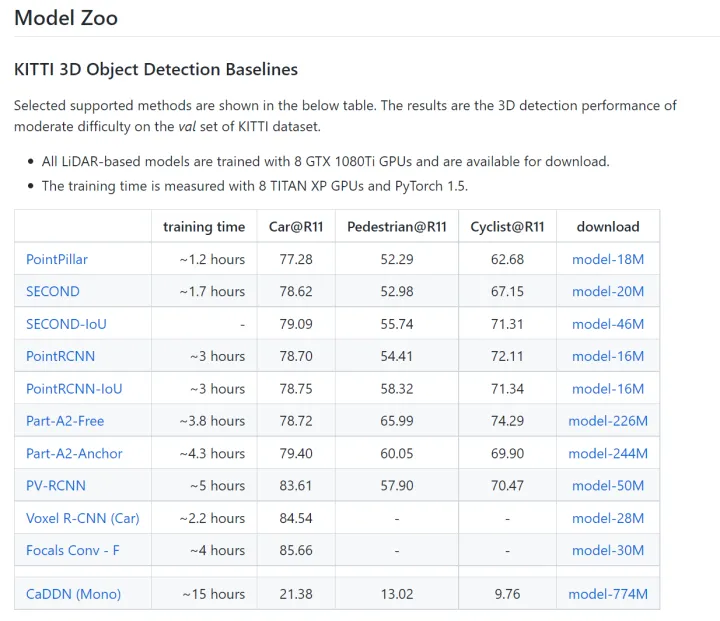 Model Zoo
KITTI 3D Object Detection Baselines
Selected supported methods are shown in the below table. The results are the 3D detection performance of
moderate difficulty on the val set of KITTI dataset.
• All LiDAR-based models are trained with 8 GTX 1080Ti GPUs and are available for download.
• The training time is measured with 8 TITAN XP GPUs and PyTorch 1.5.
training time Car@R11 Pedestrian@R11 Cyclist@R11 download
PointPillar ~1.2 hours 77.28 52.29 62.68 model-18M
SECOND ~1.7 hours 78.62 52.98 67.15 model-20M
SECOND-IoU - 79.09 55.74 71.31 model-46M
PointRCNN ~3 hours 78.70 54.41 72.11 model-16M
PointRCNN-IoU ~3 hours 78.75 58.32 71.34 model-16M
Part-A2-Free ~3.8 hours 78.72 65.99 74.29 model-226M
Part-A2-Anchor ~4.3 hours 79.40 60.05 69.90 model-244M
PV-RCNN ~5 hours 83.61 57.90 70.47 model-50M
Voxel R-CNN (Car) ~2.2 hours 84.54 - - model-28M
Focals Conv - F ~4 hours 85.66 - - model-30M
CaDDN (Mono) ~15 hours 21.38 13.02 9.76 model-774M